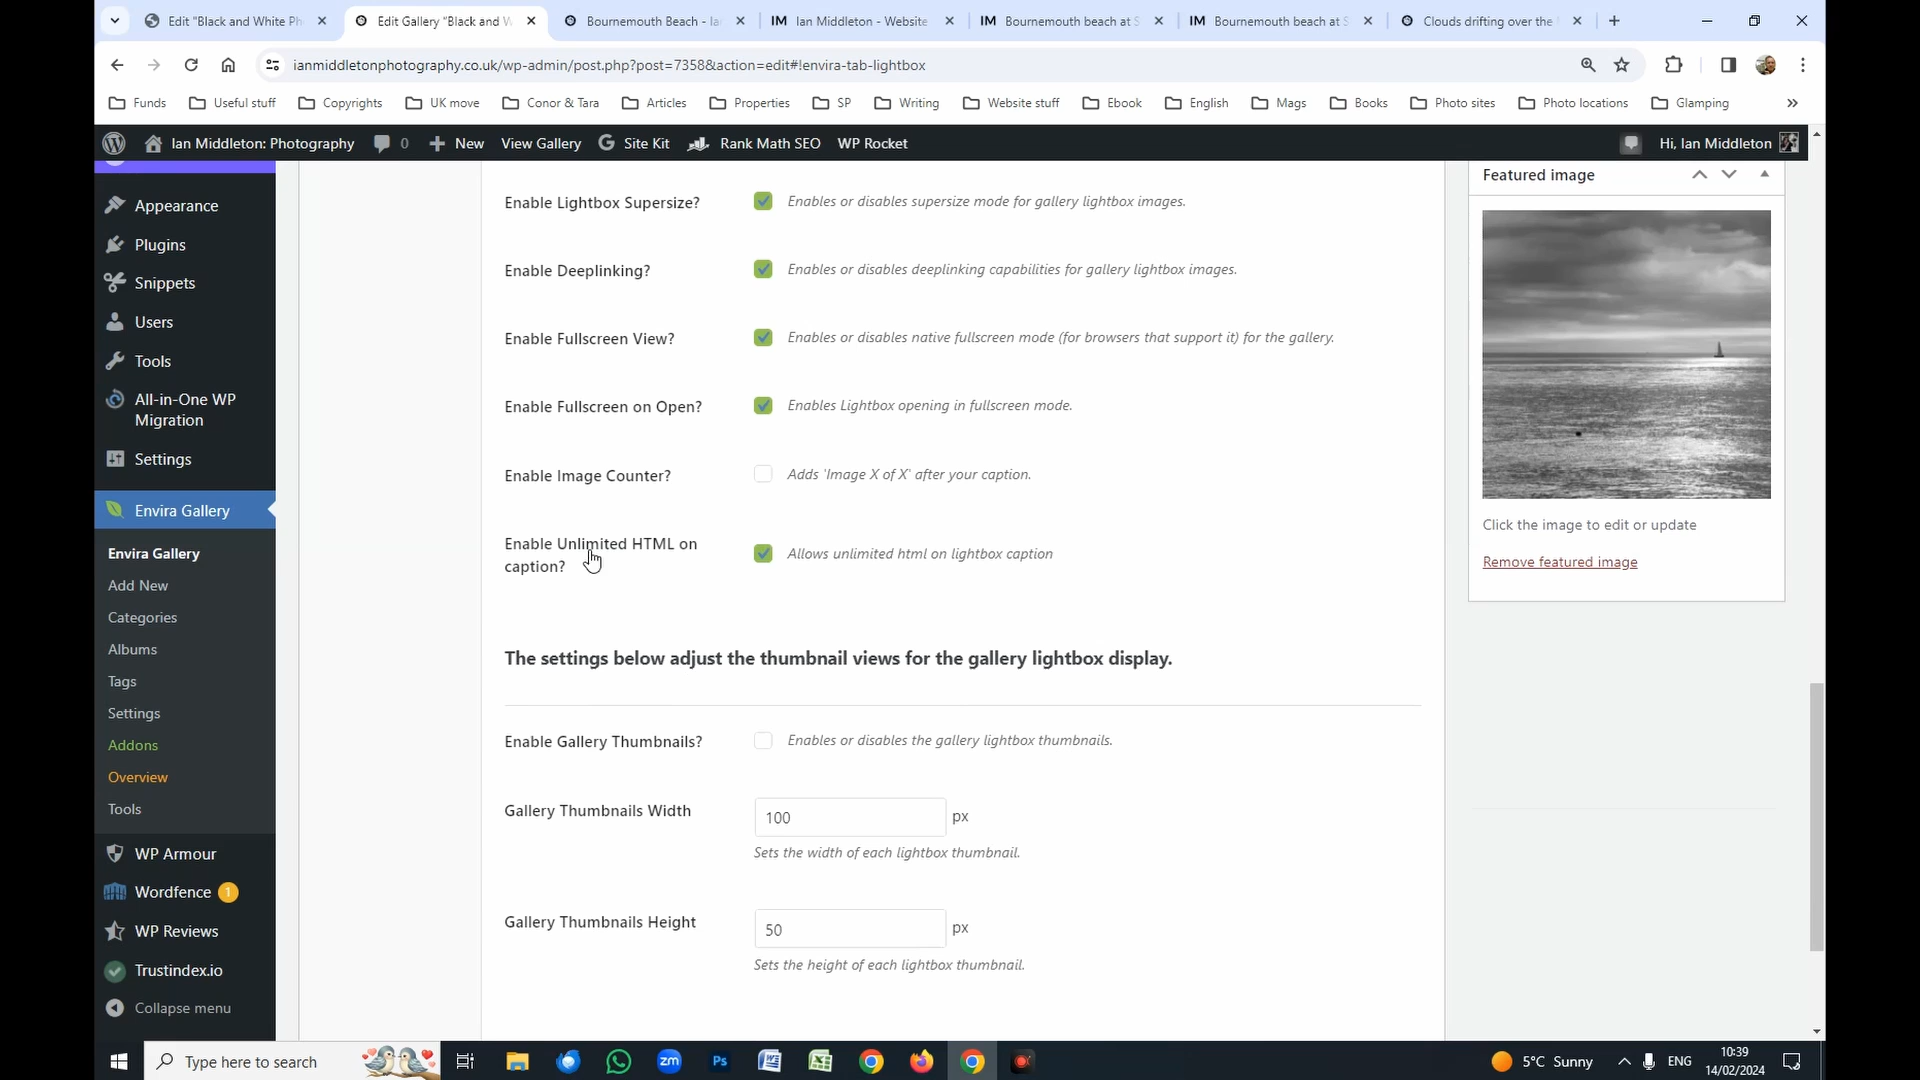 Edit "Black and White Ph
Edit Gallery "Black and W
Bournemouth Beach - Ia
Ian Middleton - Website
Bournemouth beach at S
Bournemouth beach at S
Clouds drifting over the
ianmiddletonphotography.co.uk/wp-admin/post.php?post=7358&action=edit#!envira-tab-lightbox
Funds
Useful stuff
Copyrights
UK move
Conor & Tara
Articles
Properties
SP
Writing
Website stuff
Ebook
English
Mags
Books
Photo sites
Photo locations
Glamping
Ian Middleton: Photography
0
New
View Gallery
Site Kit
Rank Math SEO
WP Rocket
Hi, Ian Middleton
Appearance
Plugins
Snippets
Users
Tools
All-in-One WP
Migration
Settings
Envira Gallery
Envira Gallery
Add New
Categories
Albums
Tags
Settings
Addons
Overview
Tools
WP Armour
Wordfence 1
WP Reviews
Trustindex.io
Collapse menu
Enable Lightbox Supersize?
Enables or disables supersize mode for gallery lightbox images.
Enable Deeplinking?
Enables or disables deeplinking capabilities for gallery lightbox images.
Enable Fullscreen View?
Enables or disables native fullscreen mode (for browsers that support it) for the gallery.
Enable Fullscreen on Open?
Enables Lightbox opening in fullscreen mode.
Enable Image Counter?
Adds 'Image X of X' after your caption.
Enable Unlimited HTML on
caption?
Allows unlimited html on lightbox caption
The settings below adjust the thumbnail views for the gallery lightbox display.
Enable Gallery Thumbnails?
Enables or disables the gallery lightbox thumbnails.
Gallery Thumbnails Width
100 px
Sets the width of each lightbox thumbnail.
Gallery Thumbnails Height
50 px
Sets the height of each lightbox thumbnail.
Featured image
Click the image to edit or update
Remove featured image
Type here to search
zm
Ps
5°C Sunny
ENG
10:39
14/02/2024